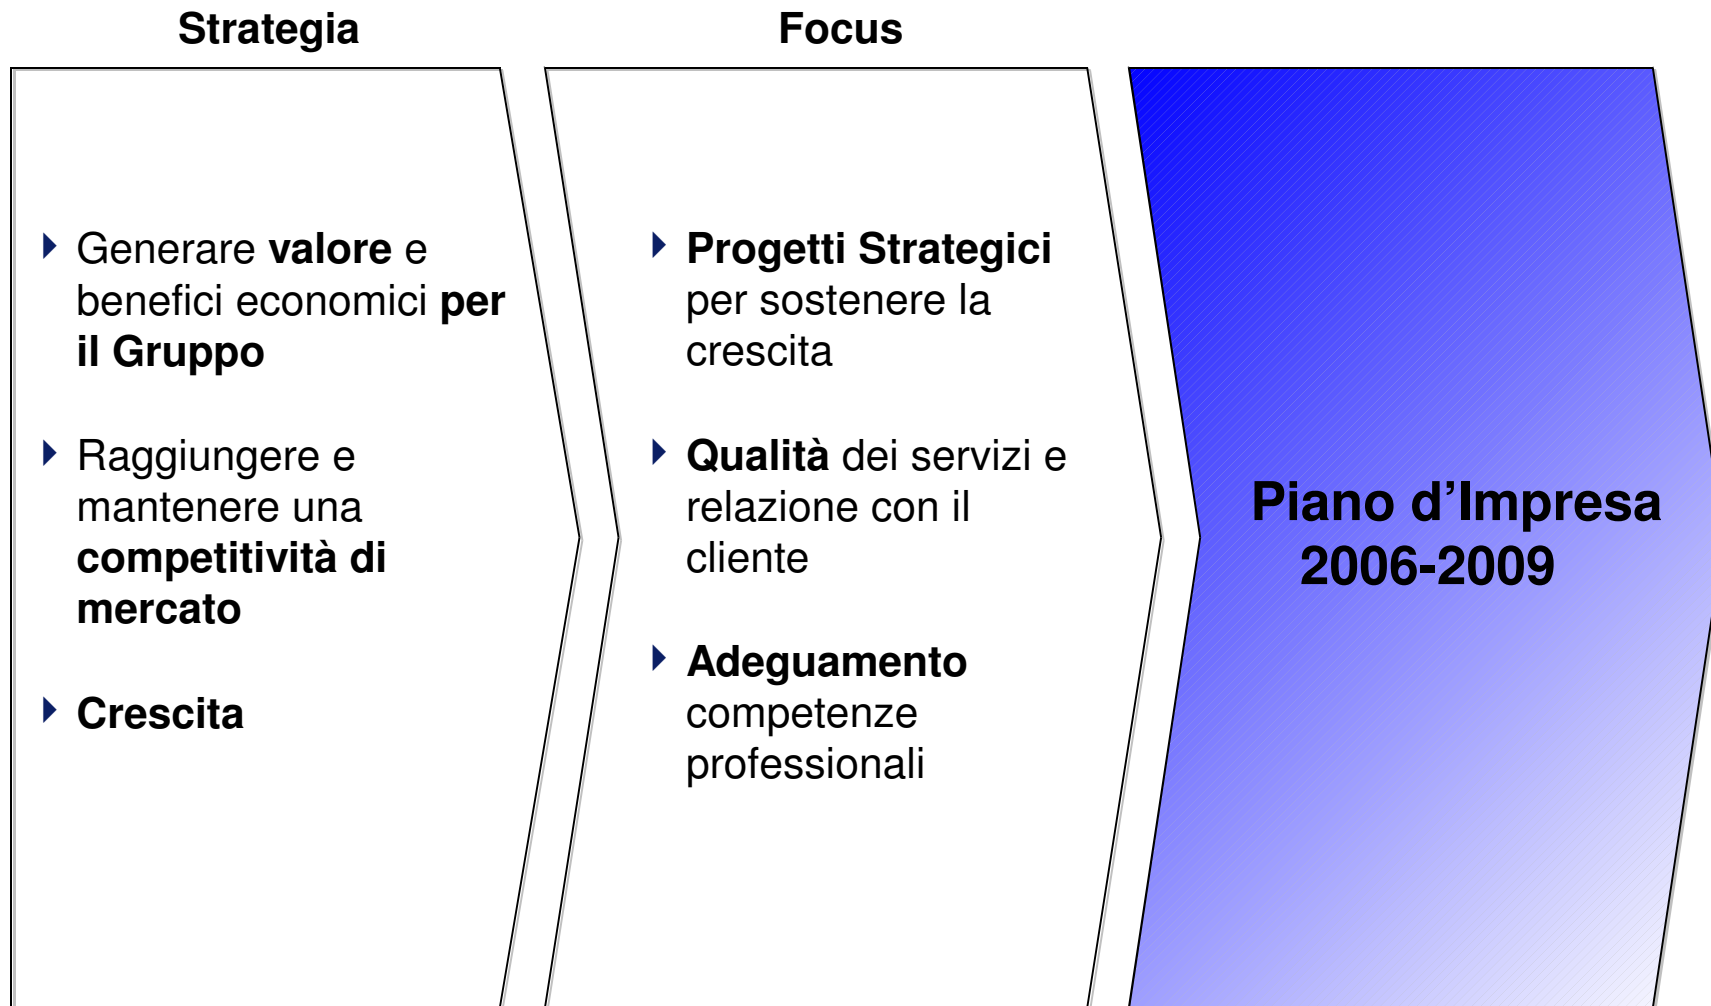 Strategia
Generare valore e
benefici economici per
il Gruppo
Raggiungere e
mantenere una
competitività di
mercato
Crescita
Focus
Progetti Strategici
per sostenere la
crescita
Qualità dei servizi e
relazione con il
cliente
Adeguamento
competenze
professionali
Piano d’Impresa
2006-2009